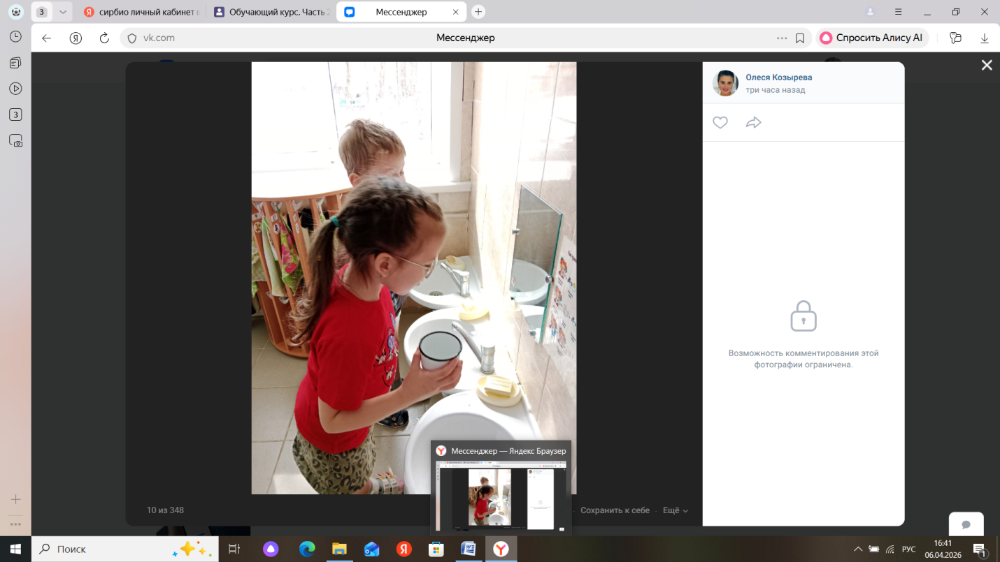 3
сирбио личный кабинет в
Обучающий курс. Часть 2
Мессенджер
vk.com
Мессенджер
Спросить Алису AI
3
Олеся Козырева
три часа назад
Возможность комментирования этой
фотографии ограничена.
Мессенджер — Яндекс Браузер
10 из 348
Сохранить к себе
Ещё
Поиск
РУС
16:41
06.04.2026
1